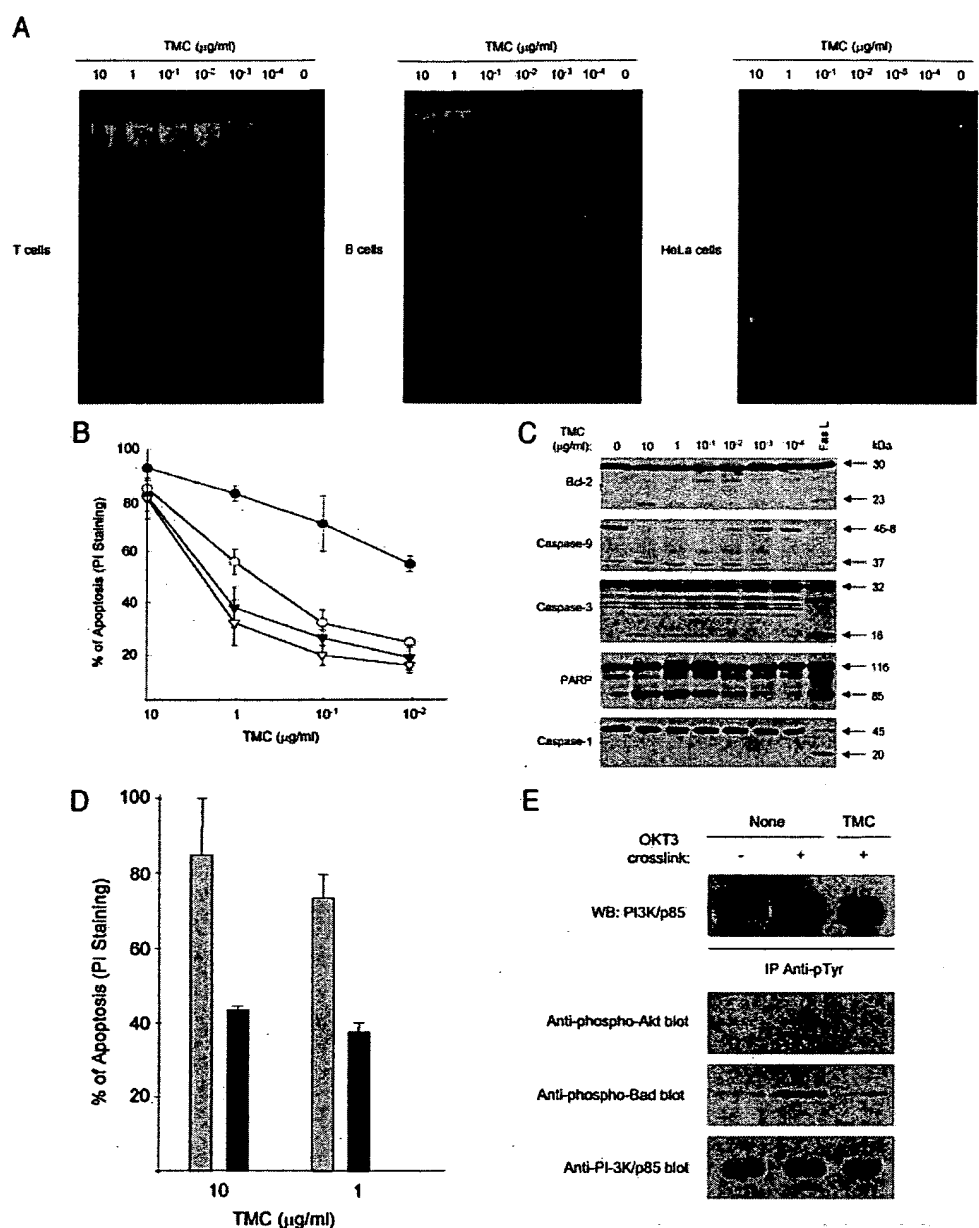 A
TMC (μg/ml)
10 1 10⁻¹ 10⁻² 10⁻³ 10⁻⁴ 0
T cells
TMC (μg/ml)
10 1 10⁻¹ 10⁻² 10⁻³ 10⁻⁴ 0
B cells
TMC (μg/ml)
10 1 10⁻¹ 10⁻² 10⁻³ 10⁻⁴ 0
HeLa cells
B
% of Apoptosis (PI Staining)
100
80
60
40
20
10 1 10⁻¹ 10⁻²
TMC (μg/ml)
C
TMC
(μg/ml):
0 10 1 10⁻¹ 10⁻² 10⁻³ 10⁻⁴ Fas L
kDa
Bcl-2
30
23
Caspase-9
46-8
37
Caspase-3
32
16
PARP
116
85
Caspase-1
45
20
D
% of Apoptosis (PI Staining)
100
80
60
40
20
10 1
TMC (μg/ml)
E
None TMC
OKT3
crosslink:
- + +
WB: PI3K/p85
IP Anti-pTyr
Anti-phospho-Akt blot
Anti-phospho-Bad blot
Anti-PI-3K/p85 blot